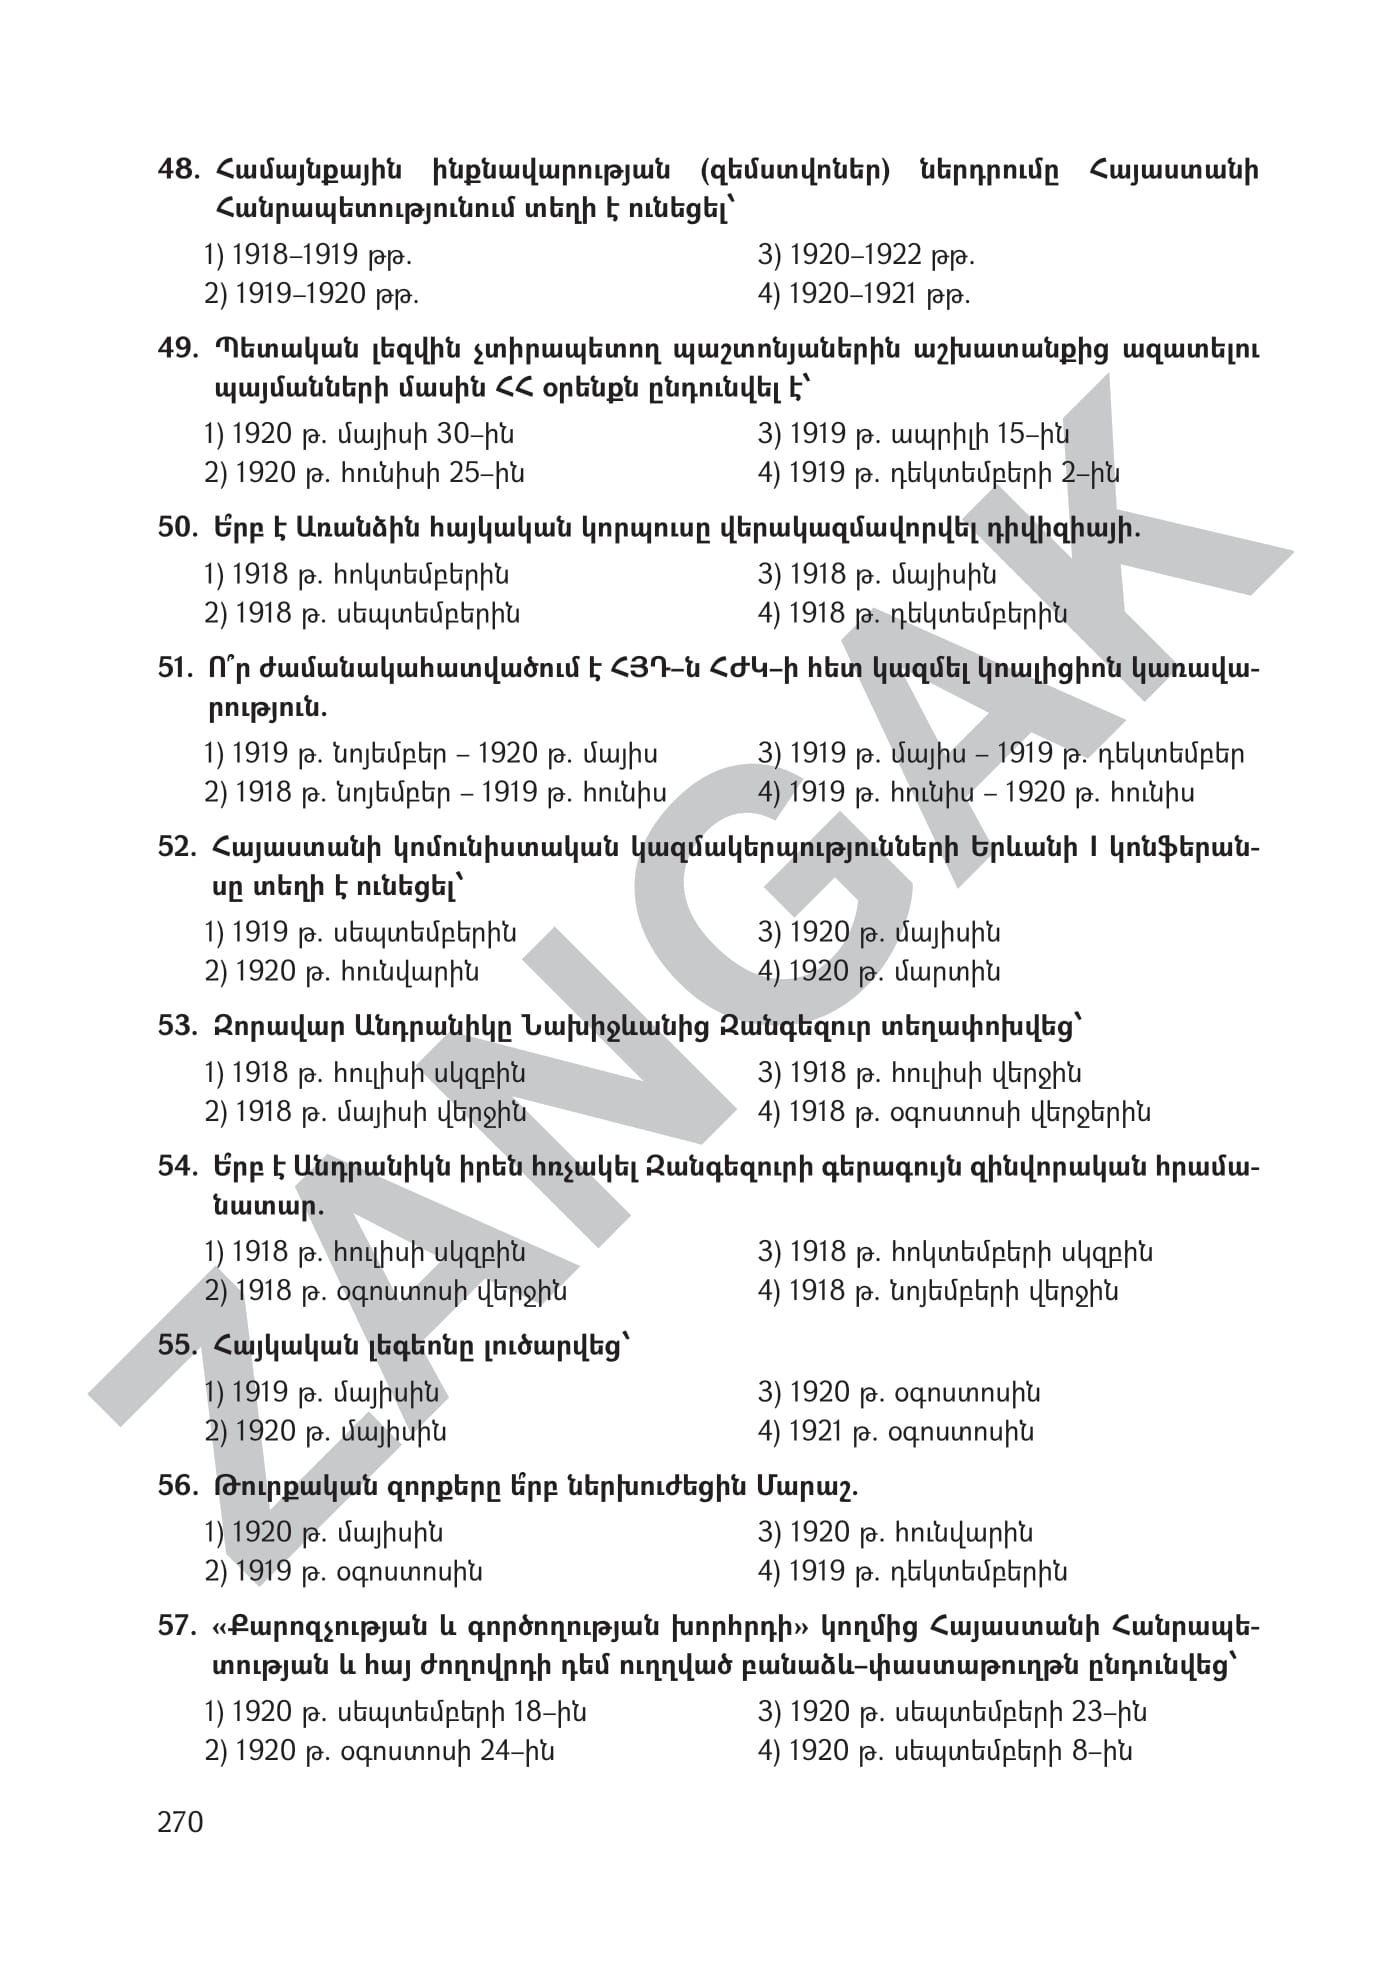 48. Համայնքային ինքնավարության (զեմստվոներ) ներդրումը Հայաստանի
Հանրապետությունում տեղի է ունեցել՝
1) 1918–1919 թթ.
3) 1920–1922 թթ.
2) 1919–1920 թթ.
4) 1920–1921 թթ.
49. Պետական լեզվին չտիրապետող պաշտոնյաներին աշխատանքից ազատելու
պայմանների մասին ՀՀ օրենքն ընդունվել է՝
1) 1920 թ. մայիսի 30–ին
3) 1919 թ. ապրիլի 15–ին
2) 1920 թ. հունիսի 25–ին
4) 1919 թ. դեկտեմբերի 2–ին
50. Ե՞րբ է Առանձին հայկական կորպուսը վերակազմավորվել դիվիզիայի.
1) 1918 թ. հոկտեմբերին
3) 1918 թ. մայիսին
2) 1918 թ. սեպտեմբերին
4) 1918 թ. դեկտեմբերին
51. Ո՞ր ժամանակահատվածում է ՀՅԴ–ն ՀԺԿ–ի հետ կազմել կոալիցիոն կառավա-
րություն.
1) 1919 թ. նոյեմբեր – 1920 թ. մայիս
3) 1919 թ. մայիս – 1919 թ. դեկտեմբեր
2) 1918 թ. նոյեմբեր – 1919 թ. հունիս
4) 1919 թ. հունիս – 1920 թ. հունիս
52. Հայաստանի կոմունիստական կազմակերպությունների Երևանի I կոնֆերան-
սը տեղի է ունեցել՝
1) 1919 թ. սեպտեմբերին
3) 1920 թ. մայիսին
2) 1920 թ. հունվարին
4) 1920 թ. մարտին
53. Զորավար Անդրանիկը Նախիջևանից Զանգեզուր տեղափոխվեց՝
1) 1918 թ. հուլիսի սկզբին
3) 1918 թ. հուլիսի վերջին
2) 1918 թ. մայիսի վերջին
4) 1918 թ. օգոստոսի վերջերին
54. Ե՞րբ է Անդրանիկն իրեն հռչակել Զանգեզուրի գերագույն զինվորական հրամա-
նատար.
1) 1918 թ. հուլիսի սկզբին
3) 1918 թ. հոկտեմբերի սկզբին
2) 1918 թ. օգոստոսի վերջին
4) 1918 թ. նոյեմբերի վերջին
55. Հայկական լեգեոնը լուծարվեց՝
1) 1919 թ. մայիսին
3) 1920 թ. օգոստոսին
2) 1920 թ. մայիսին
4) 1921 թ. օգոստոսին
56. Թուրքական զորքերը ե՞րբ ներխուժեցին Մարաշ.
1) 1920 թ. մայիսին
3) 1920 թ. հունվարին
2) 1919 թ. օգոստոսին
4) 1919 թ. դեկտեմբերին
57. «Քարոզչության և գործողության խորհրդի» կողմից Հայաստանի Հանրապե-
տության և հայ ժողովրդի դեմ ուղղված բանաձև–փաստաթուղթն ընդունվեց՝
1) 1920 թ. սեպտեմբերի 18–ին
3) 1920 թ. սեպտեմբերի 23–ին
2) 1920 թ. օգոստոսի 24–ին
4) 1920 թ. սեպտեմբերի 8–ին
270
ZANGAK